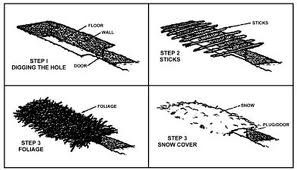 FLOOR
WALL
DOOR
STEP I
DIGGING THE HOLE
STICKS
STEP 2
STICKS
FOLIAGE
STEP 3
FOLIAGE
SNOW
PLUG/DOOR
STEP 3
SNOW COVER